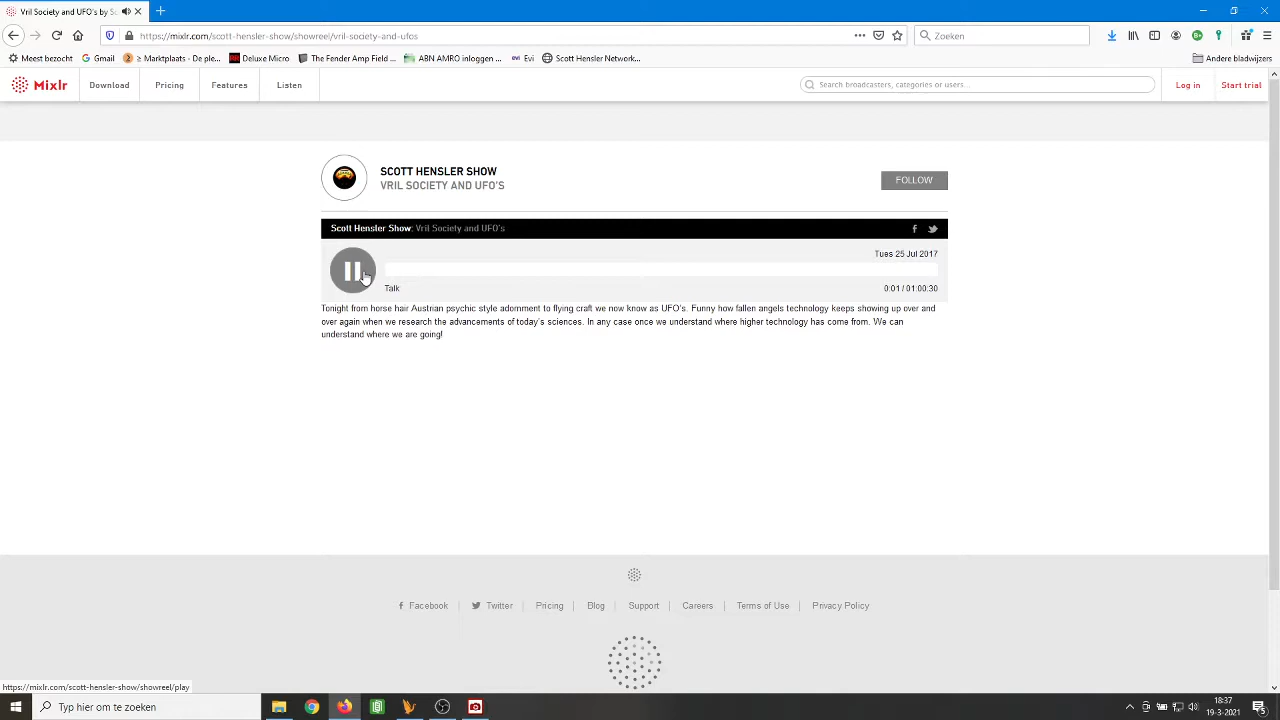 Vril Society and UFO's by Sc
https://mixlr.com/scott-hensler-show/showreel/vril-society-and-ufos
Zoeken
Meest bezocht
Gmail
≥ Marktplaats - De ple...
Deluxe Micro
The Fender Amp Field ...
ABN AMRO inloggen ...
evi Evi
Scott Hensler Network...
Andere bladwijzers
Mixlr
Download
Pricing
Features
Listen
Search broadcasters, categories or users...
Log in
Start trial
SCOTT HENSLER SHOW
VRIL SOCIETY AND UFO'S
FOLLOW
Scott Hensler Show: Vril Society and UFO's
Tues 25 Jul 2017
Talk
0:01 / 01:00:30
Tonight from horse hair Austrian psychic style adornment to flying craft we now know as UFO's. Funny how fallen angels technology keeps showing up over and
over again when we research the advancements of today's sciences. In any case once we understand where higher technology has come from. We can
understand where we are going!
Facebook
Twitter
Pricing
Blog
Support
Careers
Terms of Use
Privacy Policy
https://mixlr.com/scott-hensler-show/showreel/play
Typ hier om te zoeken
18:37
19-3-2021